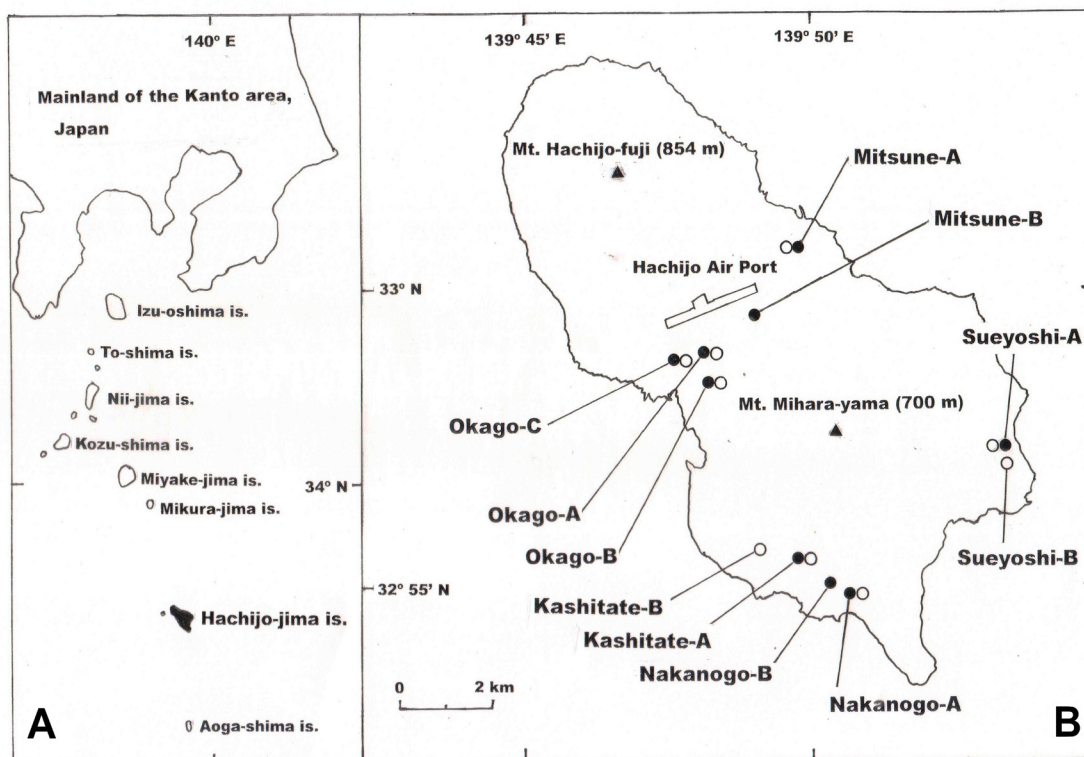 140° E
Mainland of the Kanto area,
Japan
Izu-oshima is.
To-shima is.
Nii-jima is.
Kozu-shima is.
Miyake-jima is.
Mikura-jima is.
34° N
Hachijo-jima is.
Aoga-shima is.
A
139° 45' E
139° 50' E
Mt. Hachijo-fuji (854 m)
Mitsune-A
Mitsune-B
Hachijo Air Port
33° N
Sueyoshi-A
Mt. Mihara-yama (700 m)
Okago-C
Okago-A
Okago-B
Sueyoshi-B
32° 55' N
Kashitate-B
Kashitate-A
Nakanogo-B
Nakanogo-A
0 2 km
B